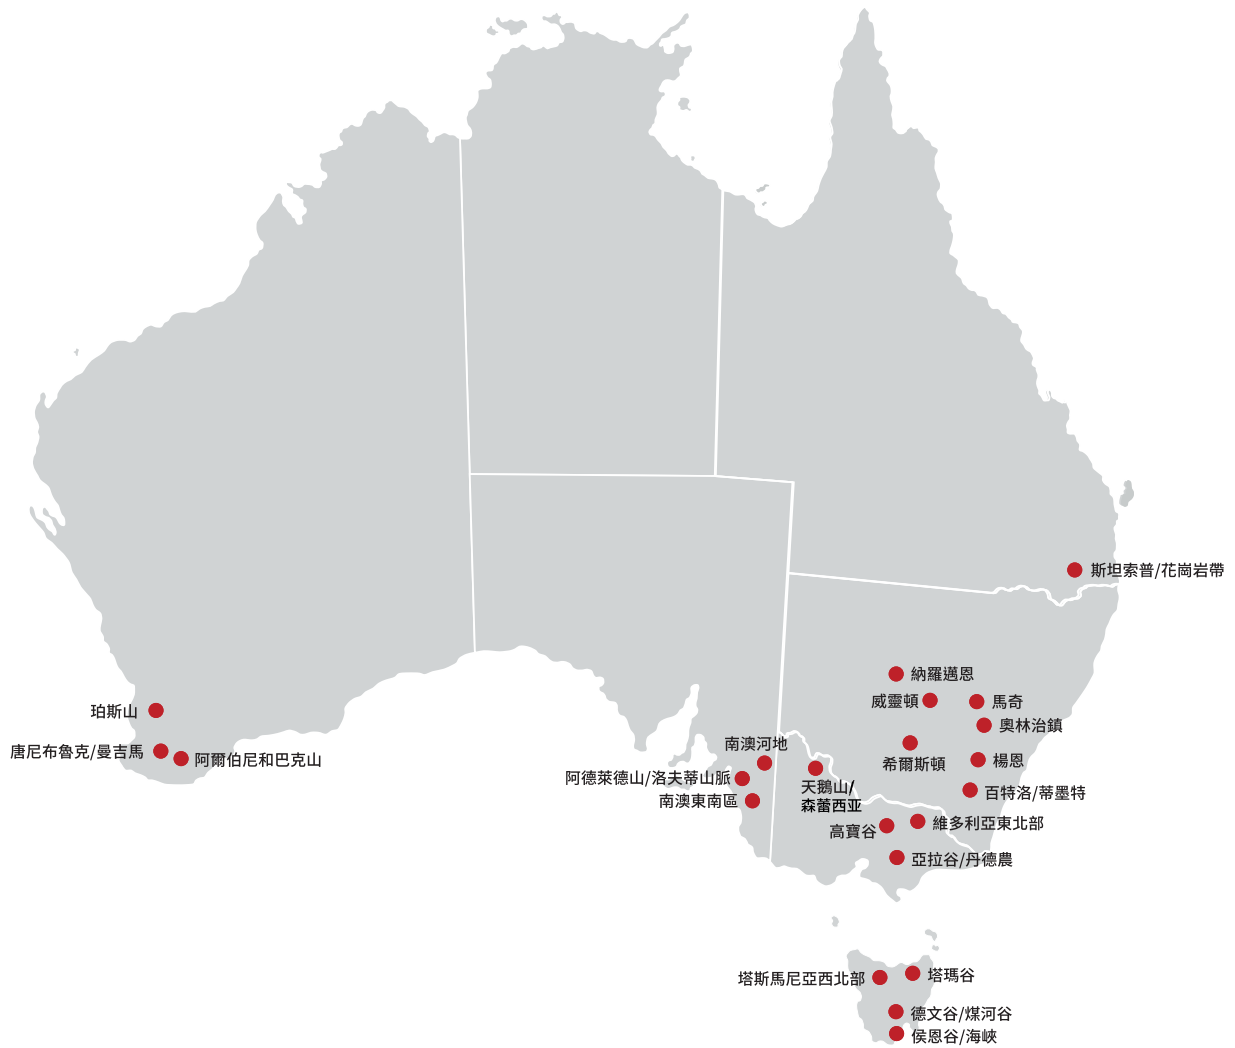 斯坦索普/花崗岩帶
納羅邁恩
威靈頓
馬奇
奧林治鎮
珀斯山
希爾斯頓
楊恩
南澳河地
唐尼布魯克/曼吉馬
阿爾伯尼和巴克山
阿德萊德山/洛夫蒂山脈
天鵝山/
森蕾西亚
百特洛/蒂墨特
南澳東南區
高寶谷
維多利亞東北部
亞拉谷/丹德農
塔斯馬尼亞西北部
塔瑪谷
德文谷/煤河谷
侯恩谷/海峽